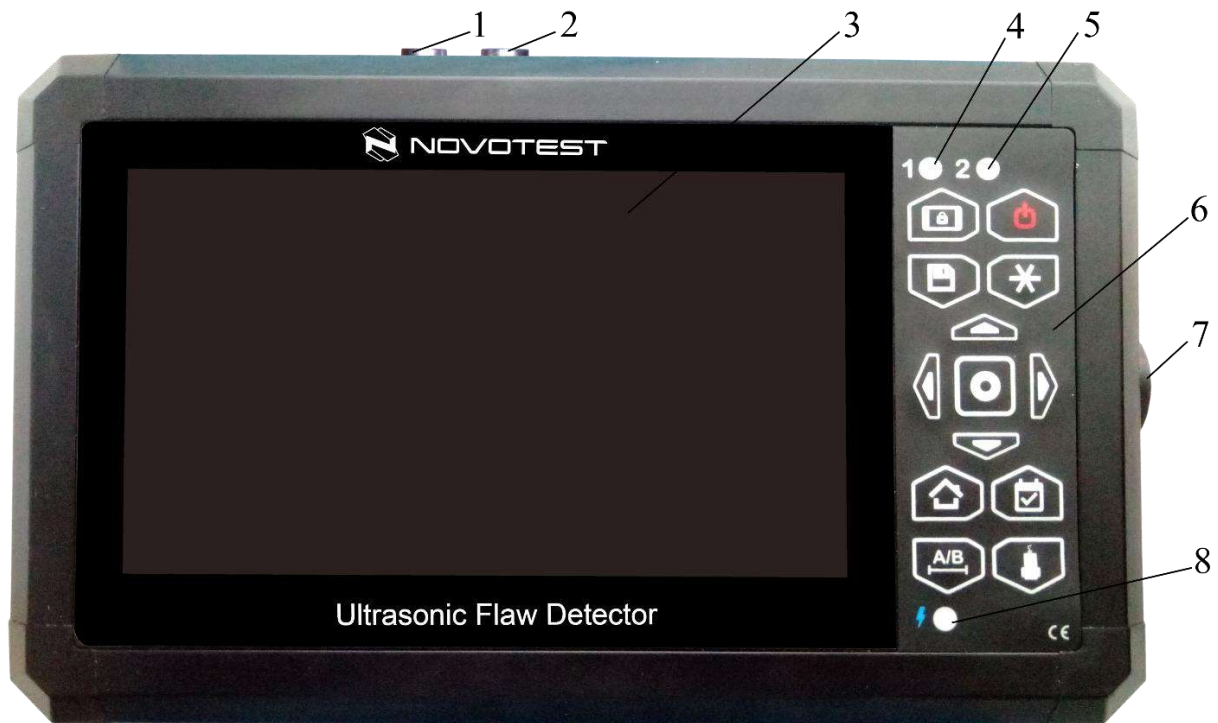 1 2 3 4 5
NOVOTEST
1 2
6
7
A/B
8
Ultrasonic Flaw Detector
CE